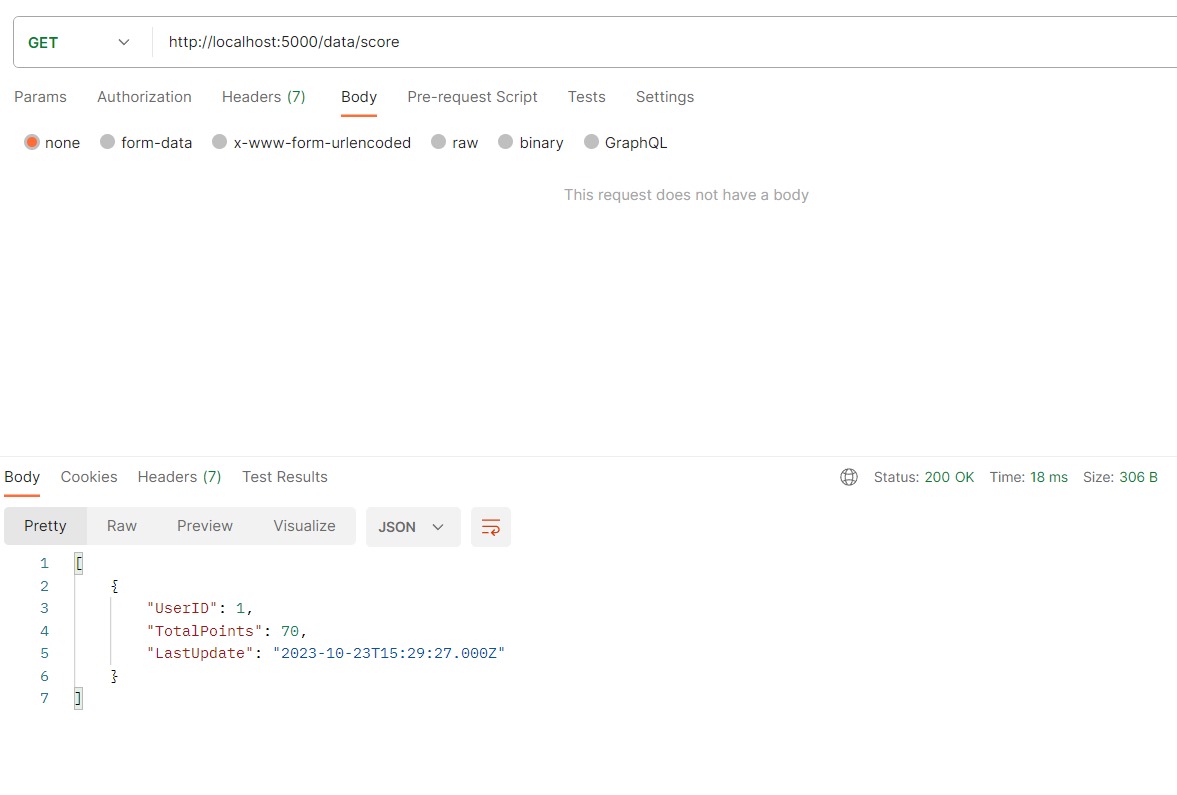 GET http://localhost:5000/data/score
Params Authorization Headers (7) Body Pre-request Script Tests Settings
none form-data x-www-form-urlencoded raw binary GraphQL
This request does not have a body
Body Cookies Headers (7) Test Results Status: 200 OK Time: 18 ms Size: 306 B
Pretty Raw Preview Visualize JSON
1 [
2 {
3 "UserID": 1,
4 "TotalPoints": 70,
5 "LastUpdate": "2023-10-23T15:29:27.000Z"
6 }
7 ]